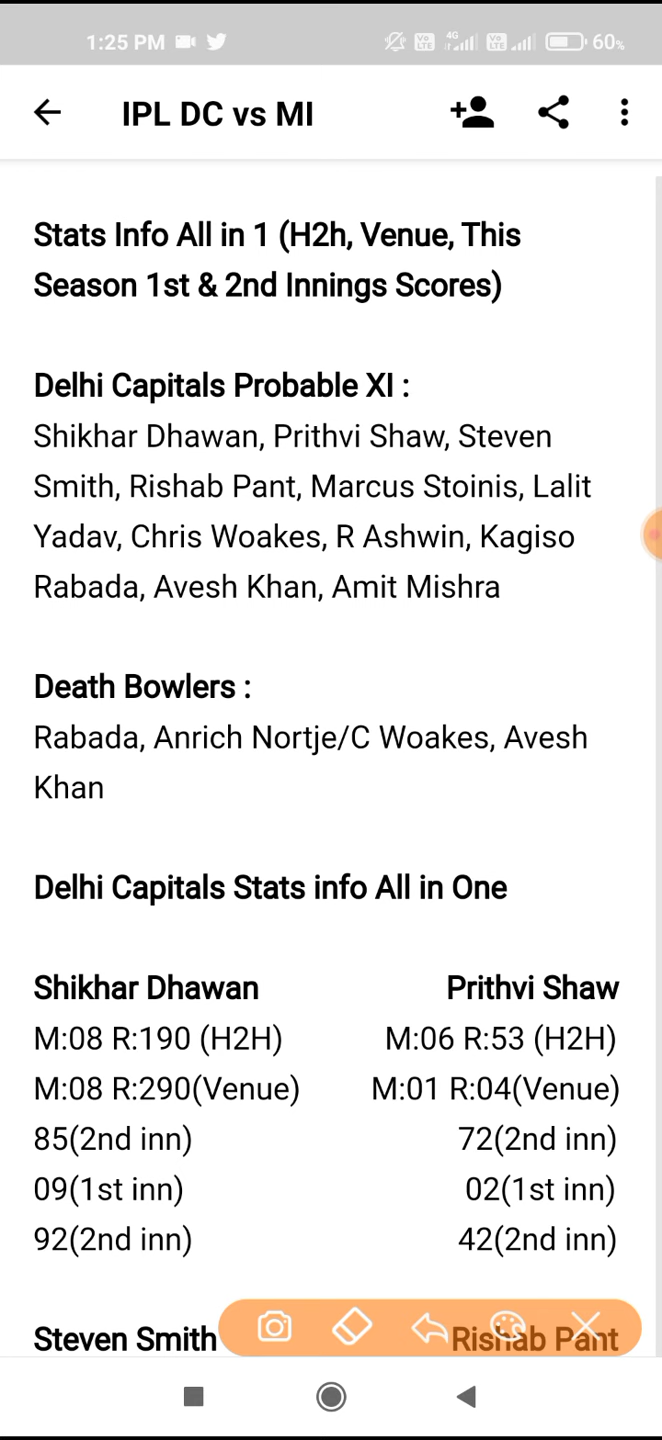 1:25 PM 4G Vo LTE Vo LTE 60%
IPL DC vs MI
Stats Info All in 1 (H2h, Venue, This
Season 1st & 2nd Innings Scores)
Delhi Capitals Probable XI :
Shikhar Dhawan, Prithvi Shaw, Steven
Smith, Rishab Pant, Marcus Stoinis, Lalit
Yadav, Chris Woakes, R Ashwin, Kagiso
Rabada, Avesh Khan, Amit Mishra
Death Bowlers :
Rabada, Anrich Nortje/C Woakes, Avesh
Khan
Delhi Capitals Stats info All in One
Shikhar Dhawan Prithvi Shaw
M:08 R:190 (H2H) M:06 R:53 (H2H)
M:08 R:290(Venue) M:01 R:04(Venue)
85(2nd inn) 72(2nd inn)
09(1st inn) 02(1st inn)
92(2nd inn) 42(2nd inn)
Steven Smith Rishab Pant